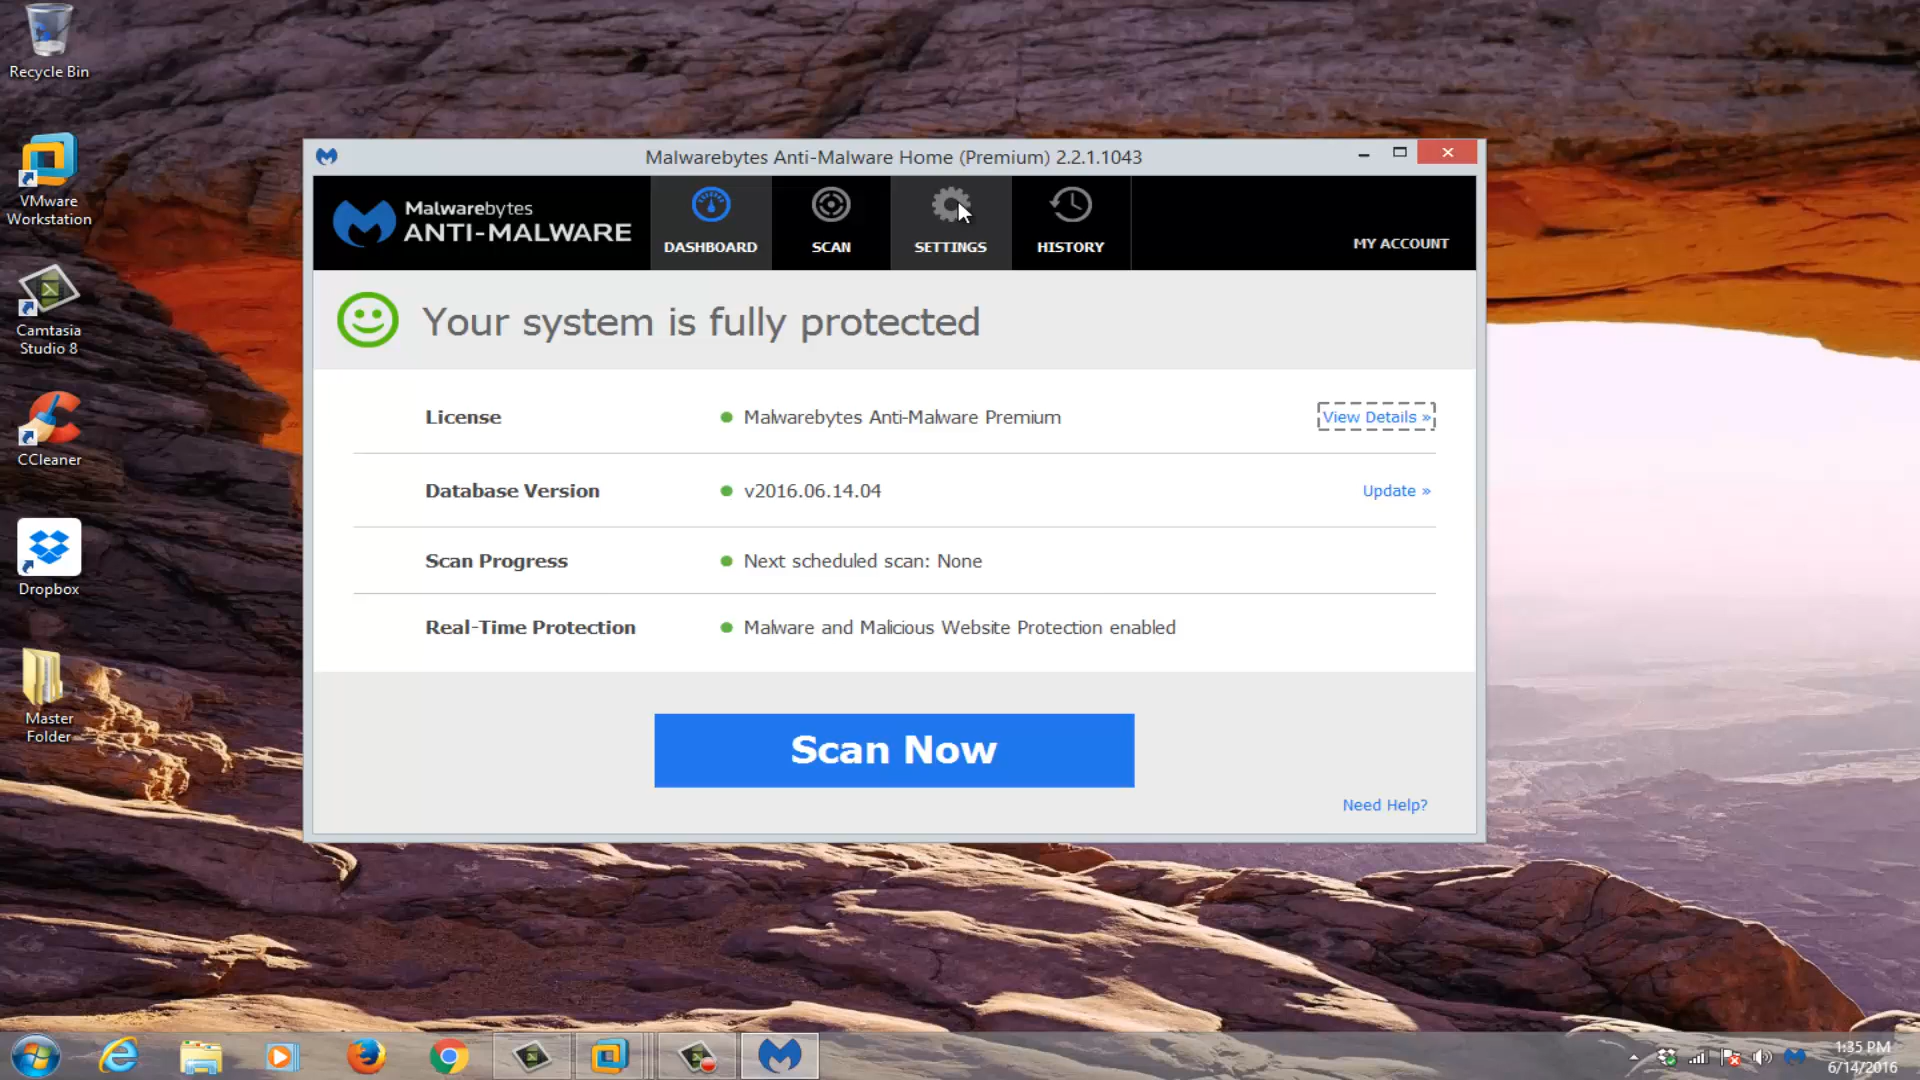 Recycle Bin
VMware
Workstation
Camtasia
Studio 8
CCleaner
Dropbox
Master
Folder
Malwarebytes Anti-Malware Home (Premium) 2.2.1.1043
Malwarebytes
ANTI-MALWARE
DASHBOARD
SCAN
SETTINGS
HISTORY
MY ACCOUNT
Your system is fully protected
License
Malwarebytes Anti-Malware Premium
View Details »
Database Version
v2016.06.14.04
Update »
Scan Progress
Next scheduled scan: None
Real-Time Protection
Malware and Malicious Website Protection enabled
Scan Now
Need Help?
1:35 PM
6/14/2016